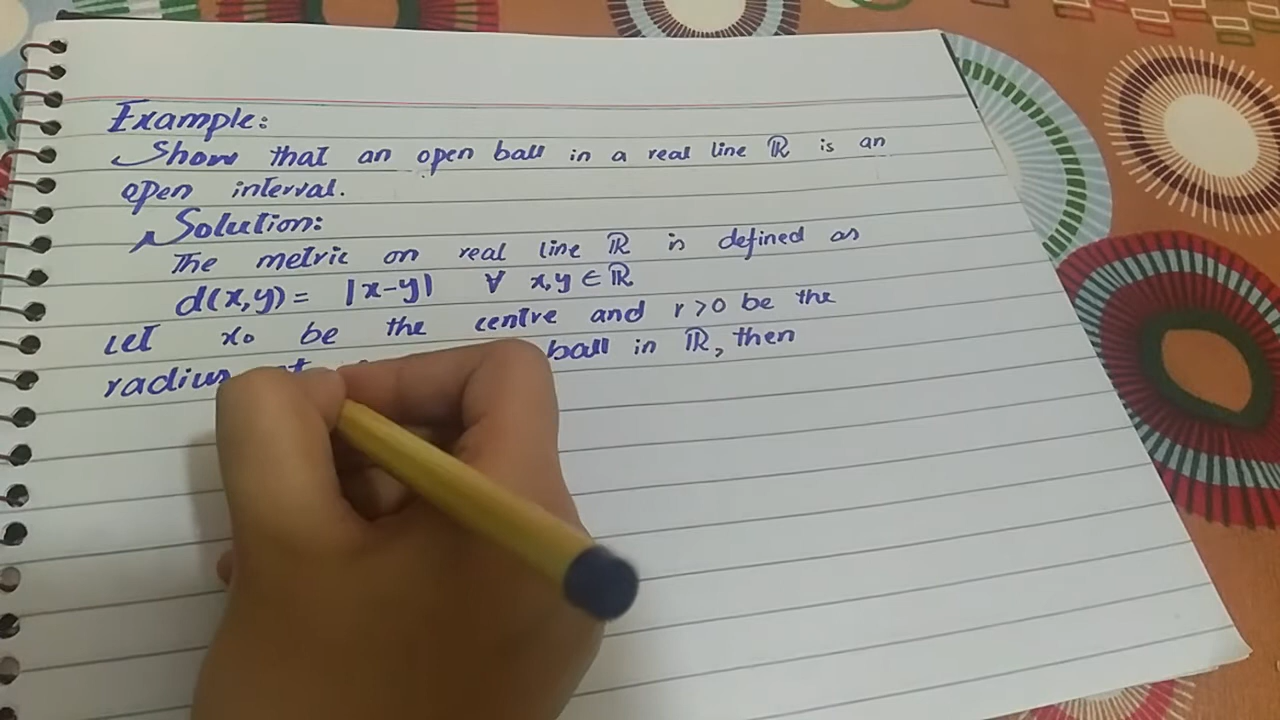 Example:
Show that an open ball in a real line ℝ is an
open interval.
Solution:
The metric on real line ℝ is defined as
d(x,y) = |x-y| ∀ x,y ∈ ℝ
Let x₀ be the centre and r>0 be the
radius ball in ℝ, then